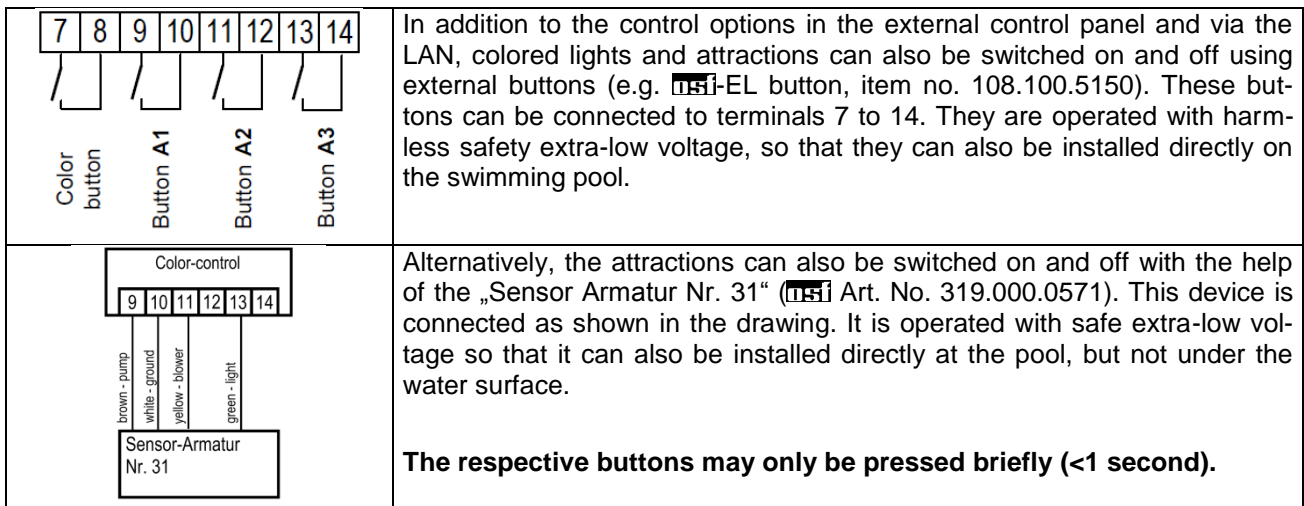 7 8 9 10 11 12 13 14
Color
button
Button A1
Button A2
Button A3
In addition to the control options in the external control panel and via the
LAN, colored lights and attractions can also be switched on and off using
external buttons (e.g. osf-EL button, item no. 108.100.5150). These but-
tons can be connected to terminals 7 to 14. They are operated with harm-
less safety extra-low voltage, so that they can also be installed directly on
the swimming pool.
Color-control
9 10 11 12 13 14
brown - pump
white - ground
yellow - blower
green - light
Sensor-Armatur
Nr. 31
Alternatively, the attractions can also be switched on and off with the help
of the „Sensor Armatur Nr. 31“ (osf Art. No. 319.000.0571). This device is
connected as shown in the drawing. It is operated with safe extra-low vol-
tage so that it can also be installed directly at the pool, but not under the
water surface.
The respective buttons may only be pressed briefly (<1 second).